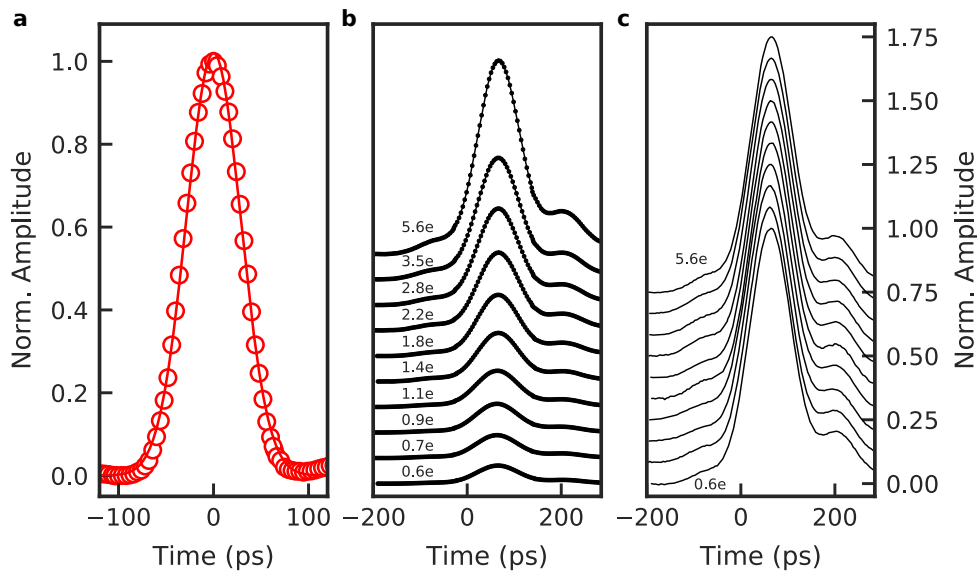 a
b
c
Norm. Amplitude
1.0
0.8
0.6
0.4
0.2
0.0
−100
0
100
Time (ps)
5.6e
3.5e
2.8e
2.2e
1.8e
1.4e
1.1e
0.9e
0.7e
0.6e
0
200
Time (ps)
5.6e
0.6e
0
200
Time (ps)
1.75
1.50
1.25
1.00
0.75
0.50
0.25
0.00
Norm. Amplitude